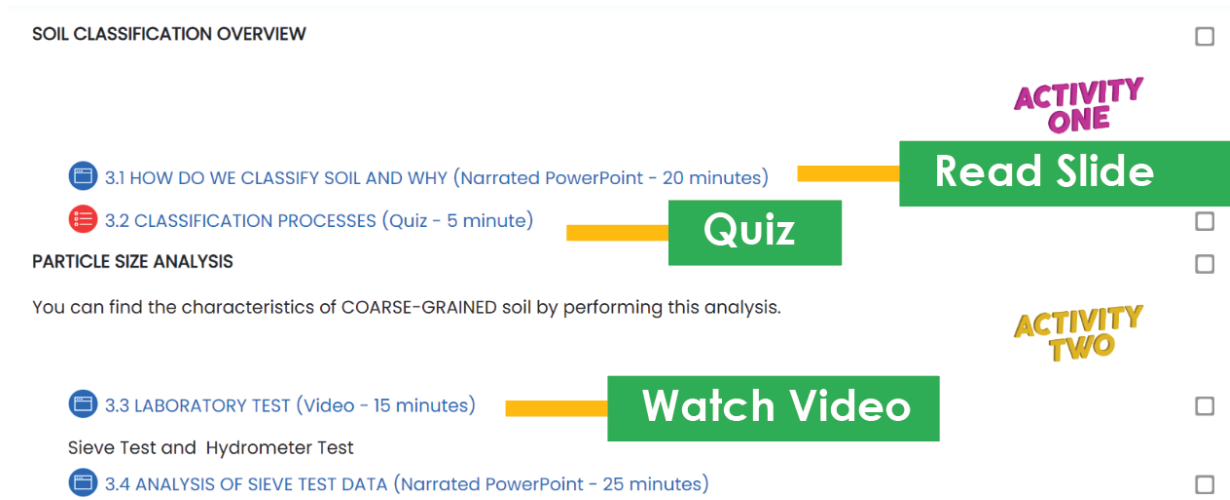 SOIL CLASSIFICATION OVERVIEW
ACTIVITY
ONE
3.1 HOW DO WE CLASSIFY SOIL AND WHY (Narrated PowerPoint - 20 minutes)
Read Slide
3.2 CLASSIFICATION PROCESSES (Quiz - 5 minute)
Quiz
PARTICLE SIZE ANALYSIS
You can find the characteristics of COARSE-GRAINED soil by performing this analysis.
ACTIVITY
TWO
3.3 LABORATORY TEST (Video - 15 minutes)
Watch Video
Sieve Test and Hydrometer Test
3.4 ANALYSIS OF SIEVE TEST DATA (Narrated PowerPoint - 25 minutes)